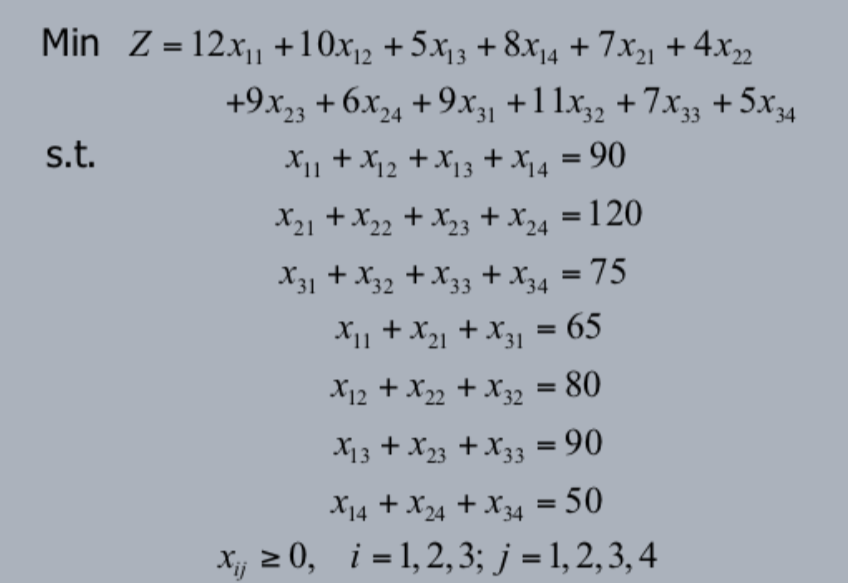 Min Z = 12x₁₁ + 10x₁₂ + 5x₁₃ + 8x₁₄ + 7x₂₁ + 4x₂₂
+9x₂₃ + 6x₂₄ + 9x₃₁ + 11x₃₂ + 7x₃₃ + 5x₃₄
s.t. x₁₁ + x₁₂ + x₁₃ + x₁₄ = 90
x₂₁ + x₂₂ + x₂₃ + x₂₄ = 120
x₃₁ + x₃₂ + x₃₃ + x₃₄ = 75
x₁₁ + x₂₁ + x₃₁ = 65
x₁₂ + x₂₂ + x₃₂ = 80
x₁₃ + x₂₃ + x₃₃ = 90
x₁₄ + x₂₄ + x₃₄ = 50
xᵢⱼ ≥ 0, i = 1, 2, 3; j = 1, 2, 3, 4